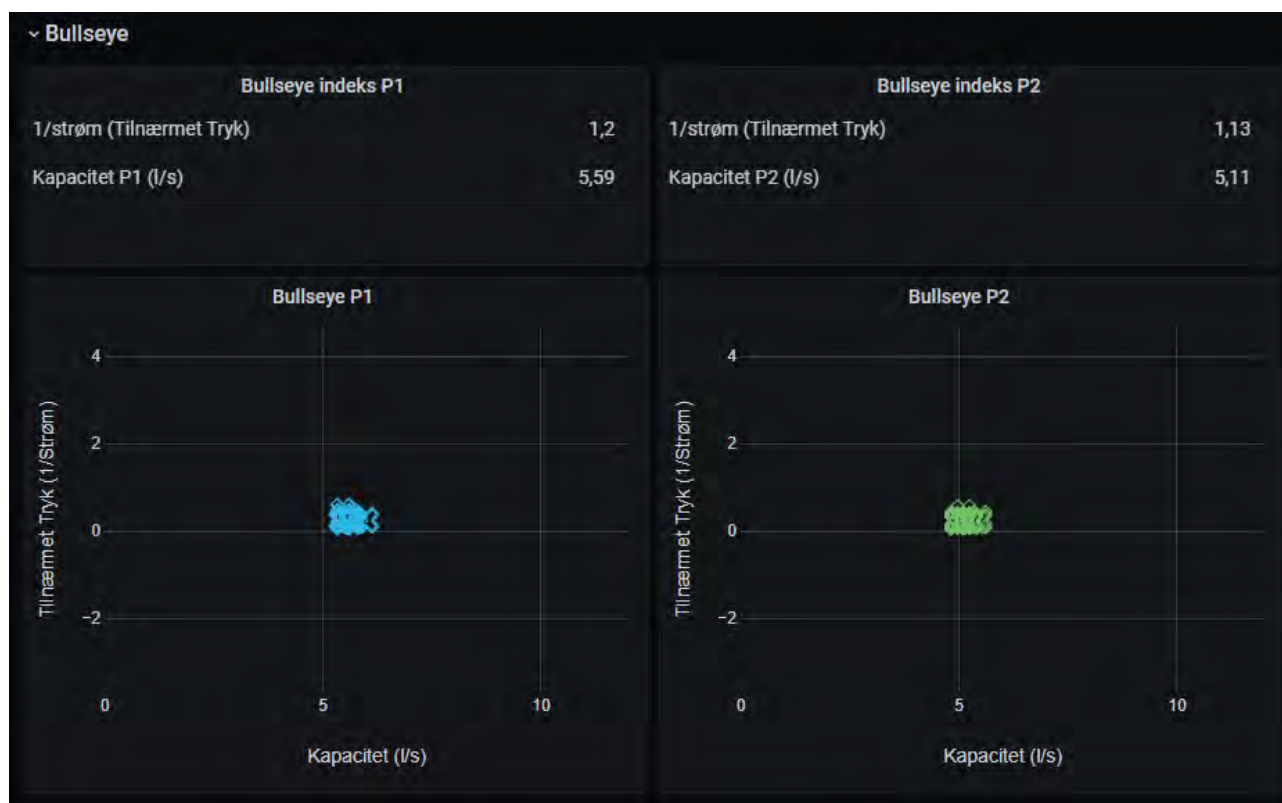 Bullseye
Bullseye indeks P1
1/strøm (Tilnærmet Tryk) 1,2
Kapacitet P1 (l/s) 5,59
Bullseye indeks P2
1/strøm (Tilnærmet Tryk) 1,13
Kapacitet P2 (l/s) 5,11
Bullseye P1
Tilnærmet Tryk (1/Strøm)
4
2
0
−2
0 5 10
Kapacitet (l/s)
Bullseye P2
Tilnærmet Tryk (1/Strøm)
4
2
0
−2
0 5 10
Kapacitet (l/s)